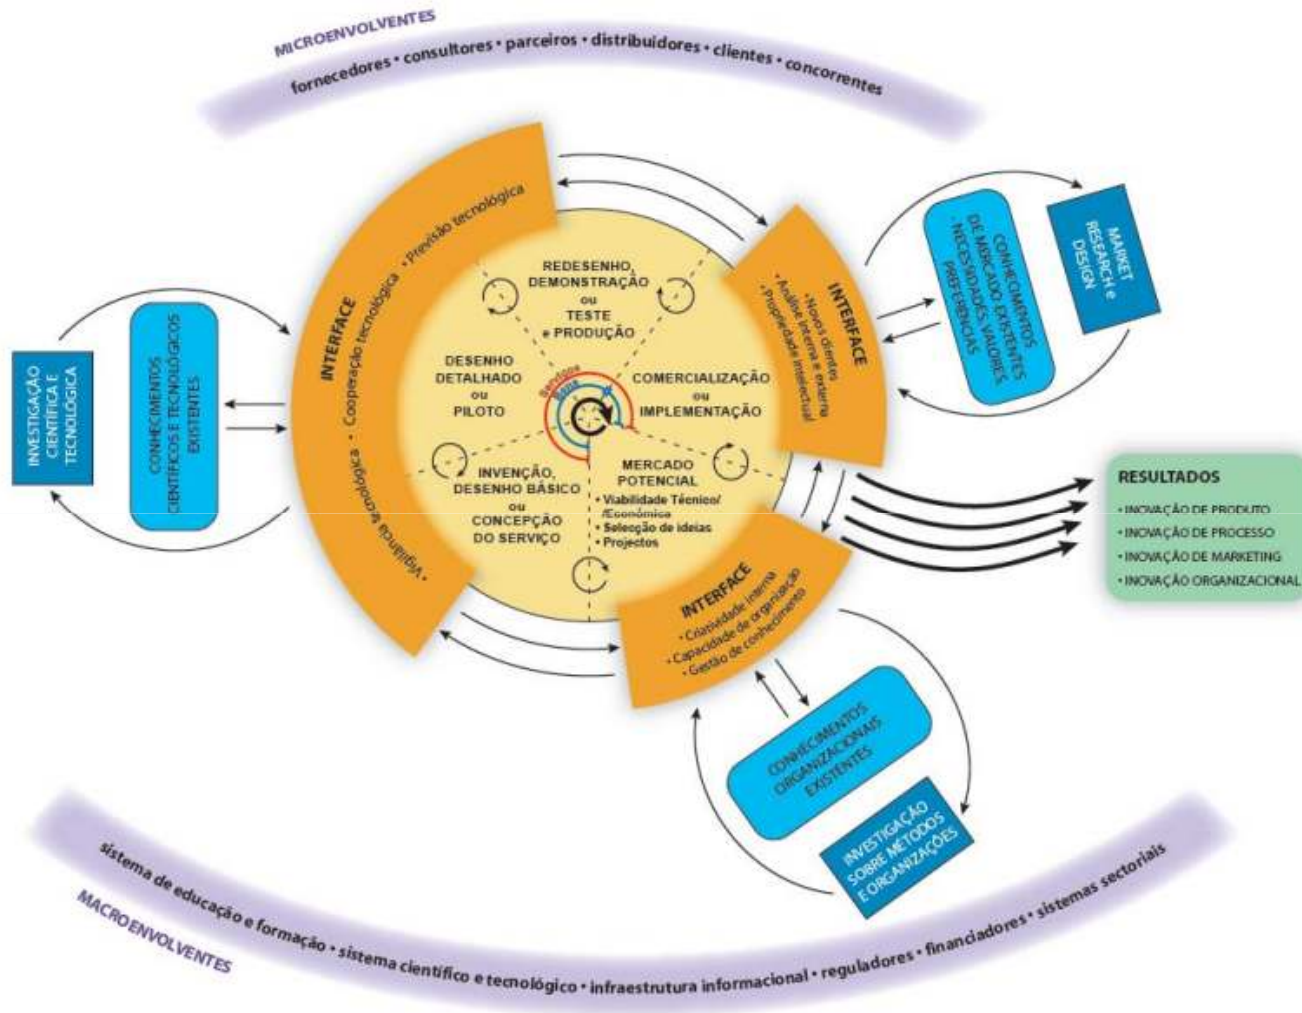 MICROENVOLVENTES
fornecedores • consultores • parceiros • distribuidores • clientes • concorrentes
INTERFACE
• Vigilância tecnológica • Cooperação tecnológica • Previsão tecnológica
INVESTIGAÇÃO
CIENTÍFICA E
TECNOLÓGICA
CONHECIMENTOS
CIENTÍFICOS E TECNOLÓGICOS
EXISTENTES
REDESENHO,
DEMONSTRAÇÃO
ou
TESTE
e PRODUÇÃO
DESENHO
DETALHADO
ou
PILOTO
Serviços
Bens
COMERCIALIZAÇÃO
ou
IMPLEMENTAÇÃO
INVENÇÃO,
DESENHO BÁSICO
ou
CONCEPÇÃO
DO SERVIÇO
MERCADO
POTENCIAL
• Viabilidade Técnico/
/Económica
• Selecção de ideias
• Projectos
INTERFACE
• Novos clientes
• Análise interna e externa
• Propriedade intelectual
CONHECIMENTOS
DE MERCADO EXISTENTES
- NECESSIDADES, VALORES,
PREFERÊNCIAS
MARKET
RESEARCH e
DESIGN
RESULTADOS
• INOVAÇÃO DE PRODUTO
• INOVAÇÃO DE PROCESSO
• INOVAÇÃO DE MARKETING
• INOVAÇÃO ORGANIZACIONAL
INTERFACE
• Criatividade interna
• Capacidade de organização
• Gestão de conhecimento
CONHECIMENTOS
ORGANIZACIONAIS
EXISTENTES
INVESTIGAÇÃO
SOBRE MÉTODOS
E ORGANIZAÇÕES
sistema de educação e formação • sistema científico e tecnológico • infraestrutura informacional • reguladores • financiadores • sistemas sectoriais
MACROENVOLVENTES